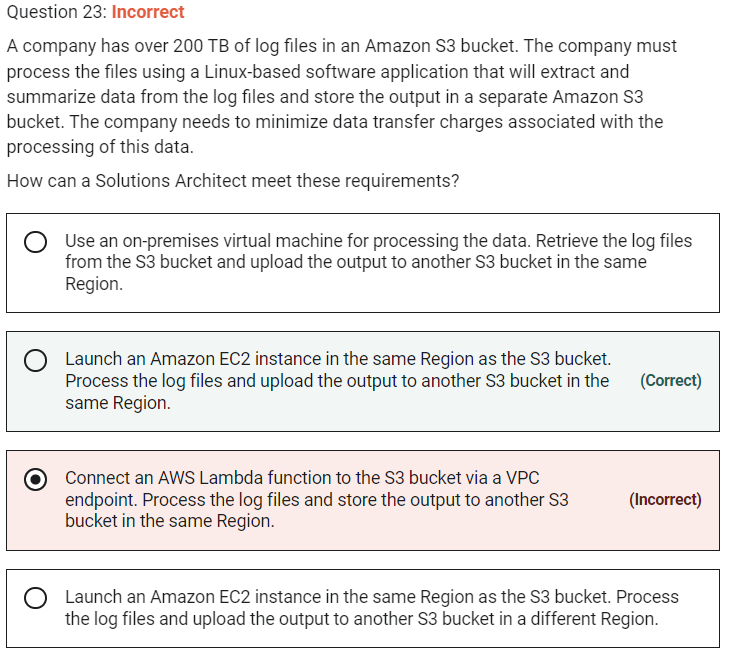 Question 23: Incorrect
A company has over 200 TB of log files in an Amazon S3 bucket. The company must
process the files using a Linux-based software application that will extract and
summarize data from the log files and store the output in a separate Amazon S3
bucket. The company needs to minimize data transfer charges associated with the
processing of this data.
How can a Solutions Architect meet these requirements?
Use an on-premises virtual machine for processing the data. Retrieve the log files
from the S3 bucket and upload the output to another S3 bucket in the same
Region.
Launch an Amazon EC2 instance in the same Region as the S3 bucket.
Process the log files and upload the output to another S3 bucket in the
same Region.
(Correct)
Connect an AWS Lambda function to the S3 bucket via a VPC
endpoint. Process the log files and store the output to another S3
bucket in the same Region.
(Incorrect)
Launch an Amazon EC2 instance in the same Region as the S3 bucket. Process
the log files and upload the output to another S3 bucket in a different Region.